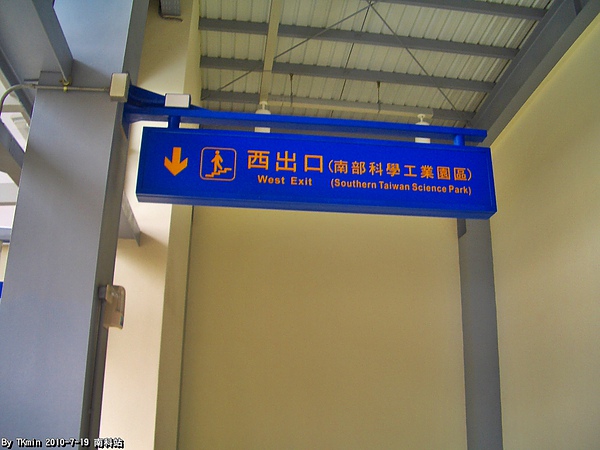 西出口(南部科學工業園區)
West Exit (Southern Taiwan Science Park)
By TKmin 2010-7-19 南科站